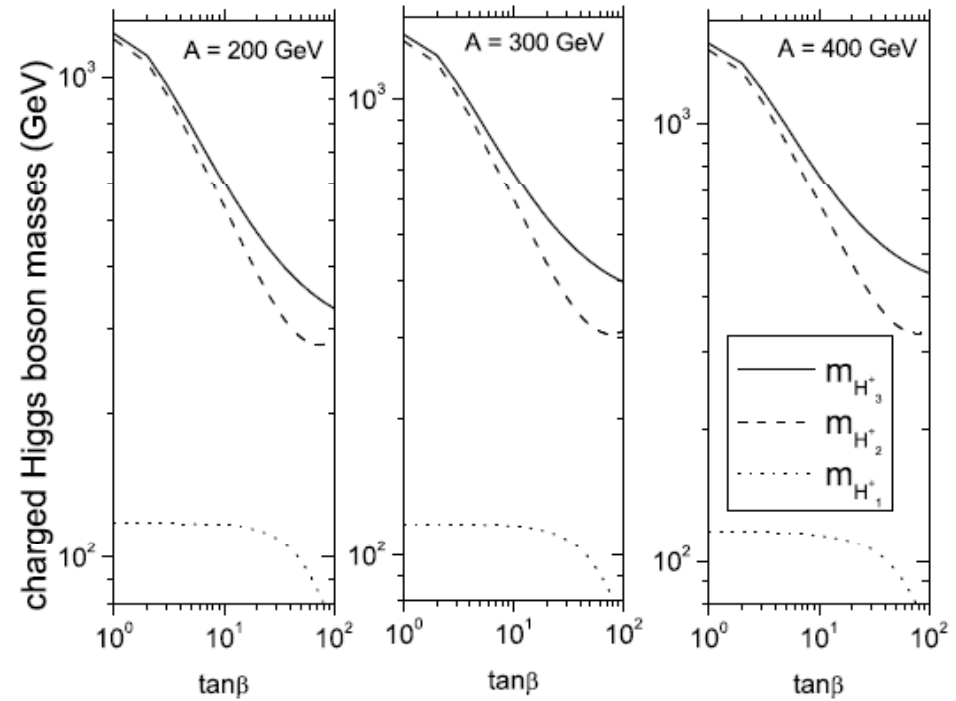 charged Higgs boson masses (GeV)
A = 200 GeV
10³
10²
10⁰ 10¹ 10²
tanβ
A = 300 GeV
10³
10²
10⁰ 10¹ 10²
tanβ
A = 400 GeV
10³
10²
10⁰ 10¹ 10²
tanβ
m_{H⁺₃}
m_{H⁺₂}
m_{H⁺₁}